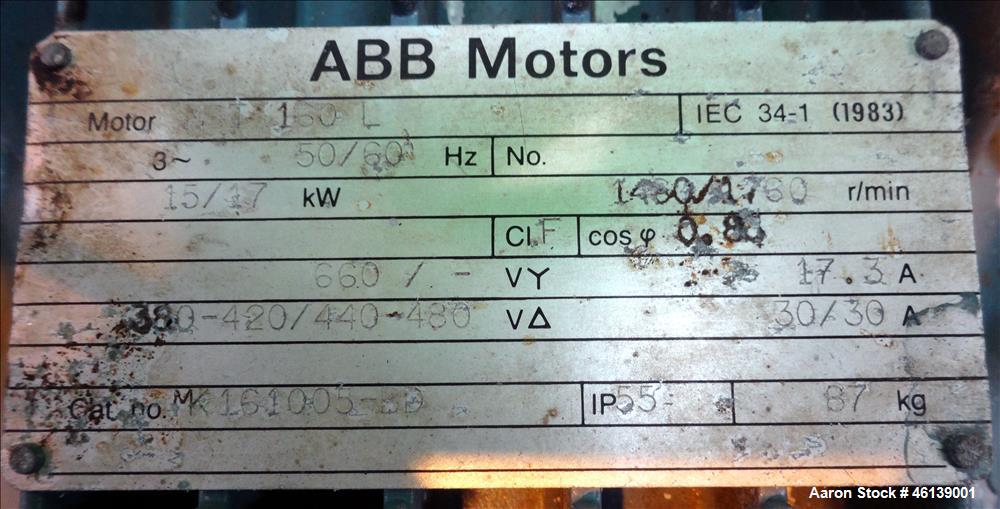 ABB Motors
Motor 160 L IEC 34-1 (1983)
3~ 50/60 Hz No.
15/17 kW r/min
Cl. F cos φ
660 / - V Y 17.3 A
380-420/440-480 V Δ 30/30 A
Cat. no. IP 55 87 kg
Aaron Stock # 46139001